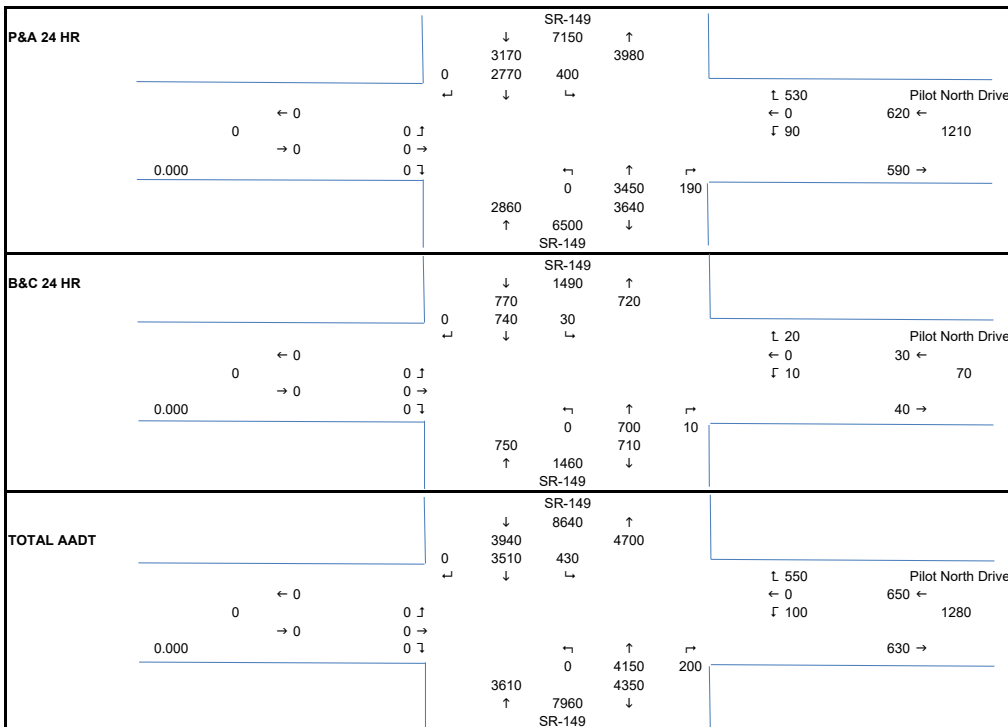 SR-149
P&A 24 HR ↓ 7150 ↑
3170 3980
0 2770 400
↵ ↓ ↳ ↥ 530 Pilot North Drive
← 0 ← 0 620 ←
0 0 ↥ ↧ 90 1210
→ 0 0 →
0.000 0 ↴ ↰ ↑ ↱ 590 →
0 3450 190
2860 3640
↑ 6500 ↓
SR-149
SR-149
B&C 24 HR ↓ 1490 ↑
770 720
0 740 30
↵ ↓ ↳ ↥ 20 Pilot North Drive
← 0 ← 0 30 ←
0 0 ↥ ↧ 10 70
→ 0 0 →
0.000 0 ↴ ↰ ↑ ↱ 40 →
0 700 10
750 710
↑ 1460 ↓
SR-149
SR-149
↓ 8640 ↑
TOTAL AADT 3940 4700
0 3510 430
↵ ↓ ↳ ↥ 550 Pilot North Drive
← 0 ← 0 650 ←
0 0 ↥ ↧ 100 1280
→ 0 0 →
0.000 0 ↴ ↰ ↑ ↱ 630 →
0 4150 200
3610 4350
↑ 7960 ↓
SR-149